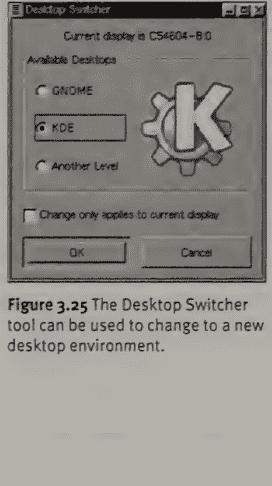 Desktop Switcher
Current display is CS4604-B:0
Available Desktops
GNOME
KDE
Another Level
Change only applies to current display
OK
Cancel
Figure 3.25 The Desktop Switcher
tool can be used to change to a new
desktop environment.